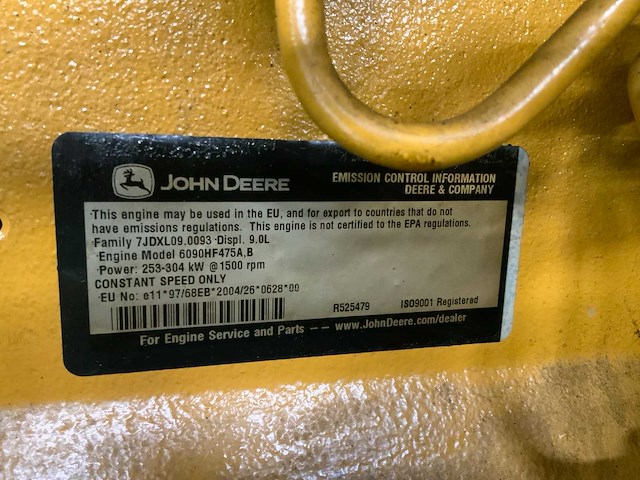 JOHN DEERE
EMISSION CONTROL INFORMATION
DEERE & COMPANY
This engine may be used in the EU, and for export to countries that do not
have emissions regulations. This engine is not certified to the EPA regulations.
Family 7JDXL09.0093 Displ. 9.0L
Engine Model 6090HF475A,B
Power: 253-304 kW @1500 rpm
CONSTANT SPEED ONLY
EU No: e11*97/68EB*2004/26*0628*00
R525479 ISO9001 Registered
For Engine Service and Parts -- www.JohnDeere.com/dealer